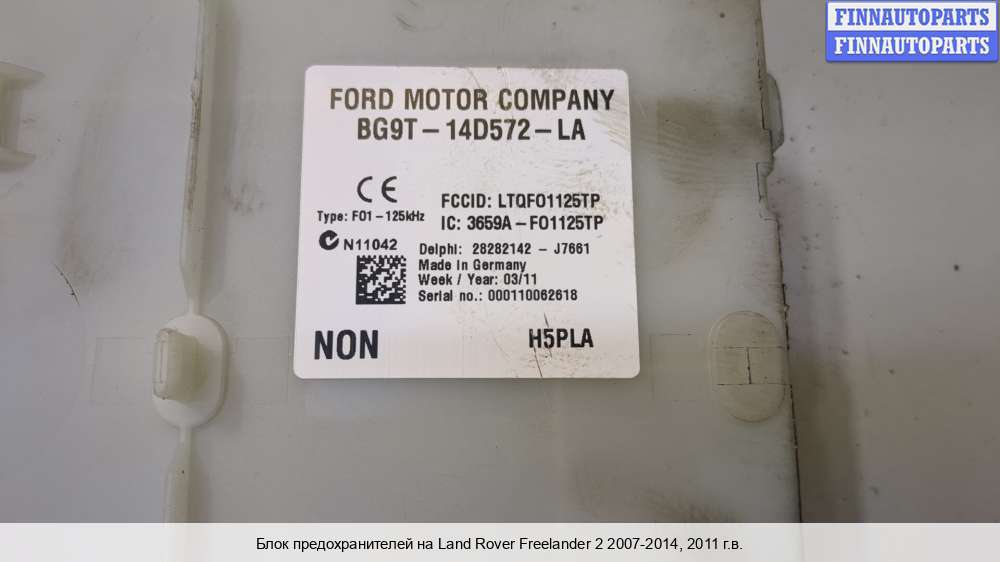 FINNAUTOPARTS
FINNAUTOPARTS
FORD MOTOR COMPANY
BG9T-14D572-LA
CE
Type: F01-125kHz
N11042
FCCID: LTQFO1125TP
IC: 3659A-FO1125TP
Delphi: 28282142 - J7661
Made In Germany
Week / Year: 03/11
Serial no.: 000110062618
NON
H5PLA
Блок предохранителей на Land Rover Freelander 2 2007-2014, 2011 г.в.